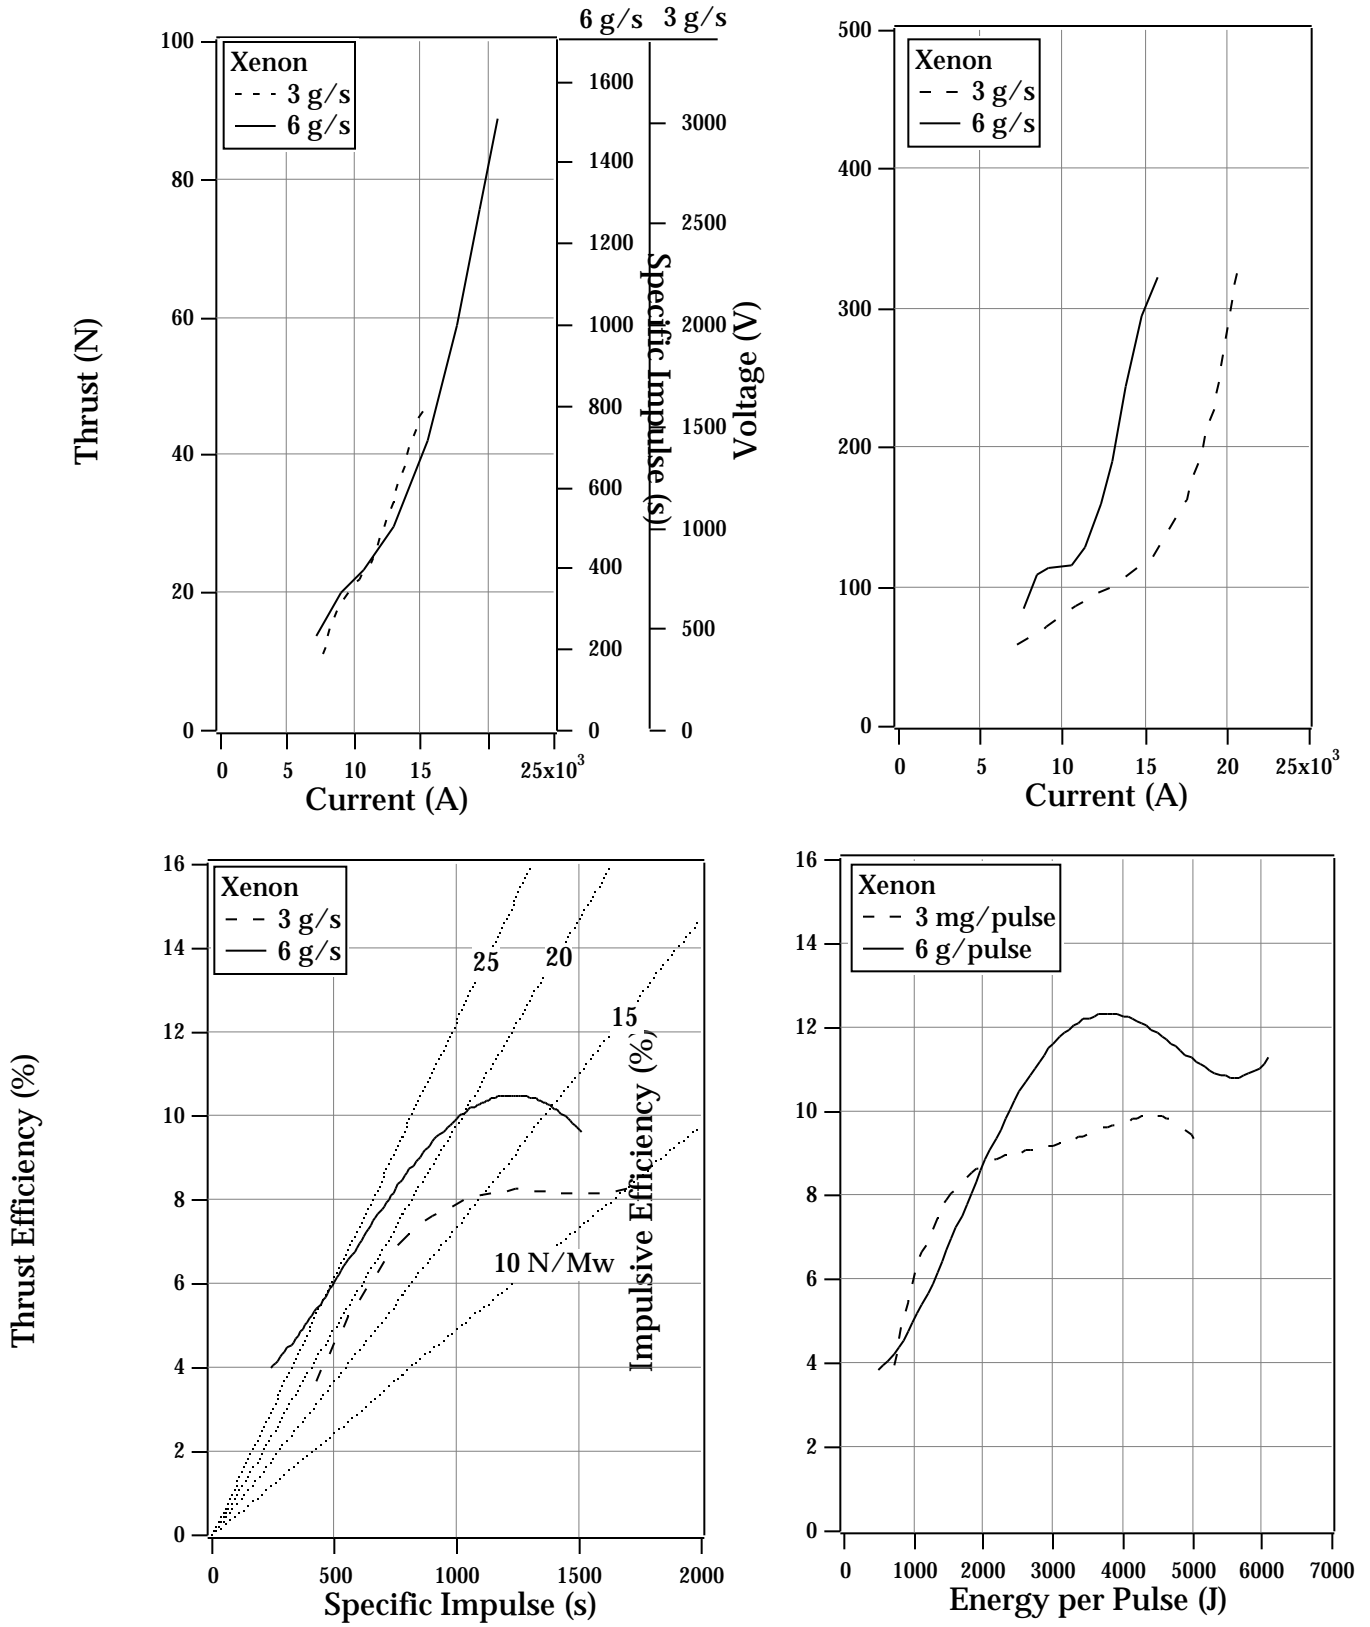 6 g/s 3 g/s
100
80
60
40
20
0
Thrust (N)
Xenon
3 g/s
6 g/s
1600
1400
1200
1000
800
600
400
200
0
3000
2500
2000
1500
1000
500
0
Specific Impulse (s)
0 5 10 15 25x10³
Current (A)
500
400
300
200
100
0
Voltage (V)
Xenon
3 g/s
6 g/s
0 5 10 15 20 25x10³
Current (A)
16
14
12
10
8
6
4
2
0
Thrust Efficiency (%)
Xenon
3 g/s
6 g/s
25
20
15
10 N/Mw
0 500 1000 1500 2000
Specific Impulse (s)
16
14
12
10
8
6
4
2
0
Impulsive Efficiency (%)
Xenon
3 mg/pulse
6 g/pulse
0 1000 2000 3000 4000 5000 6000 7000
Energy per Pulse (J)